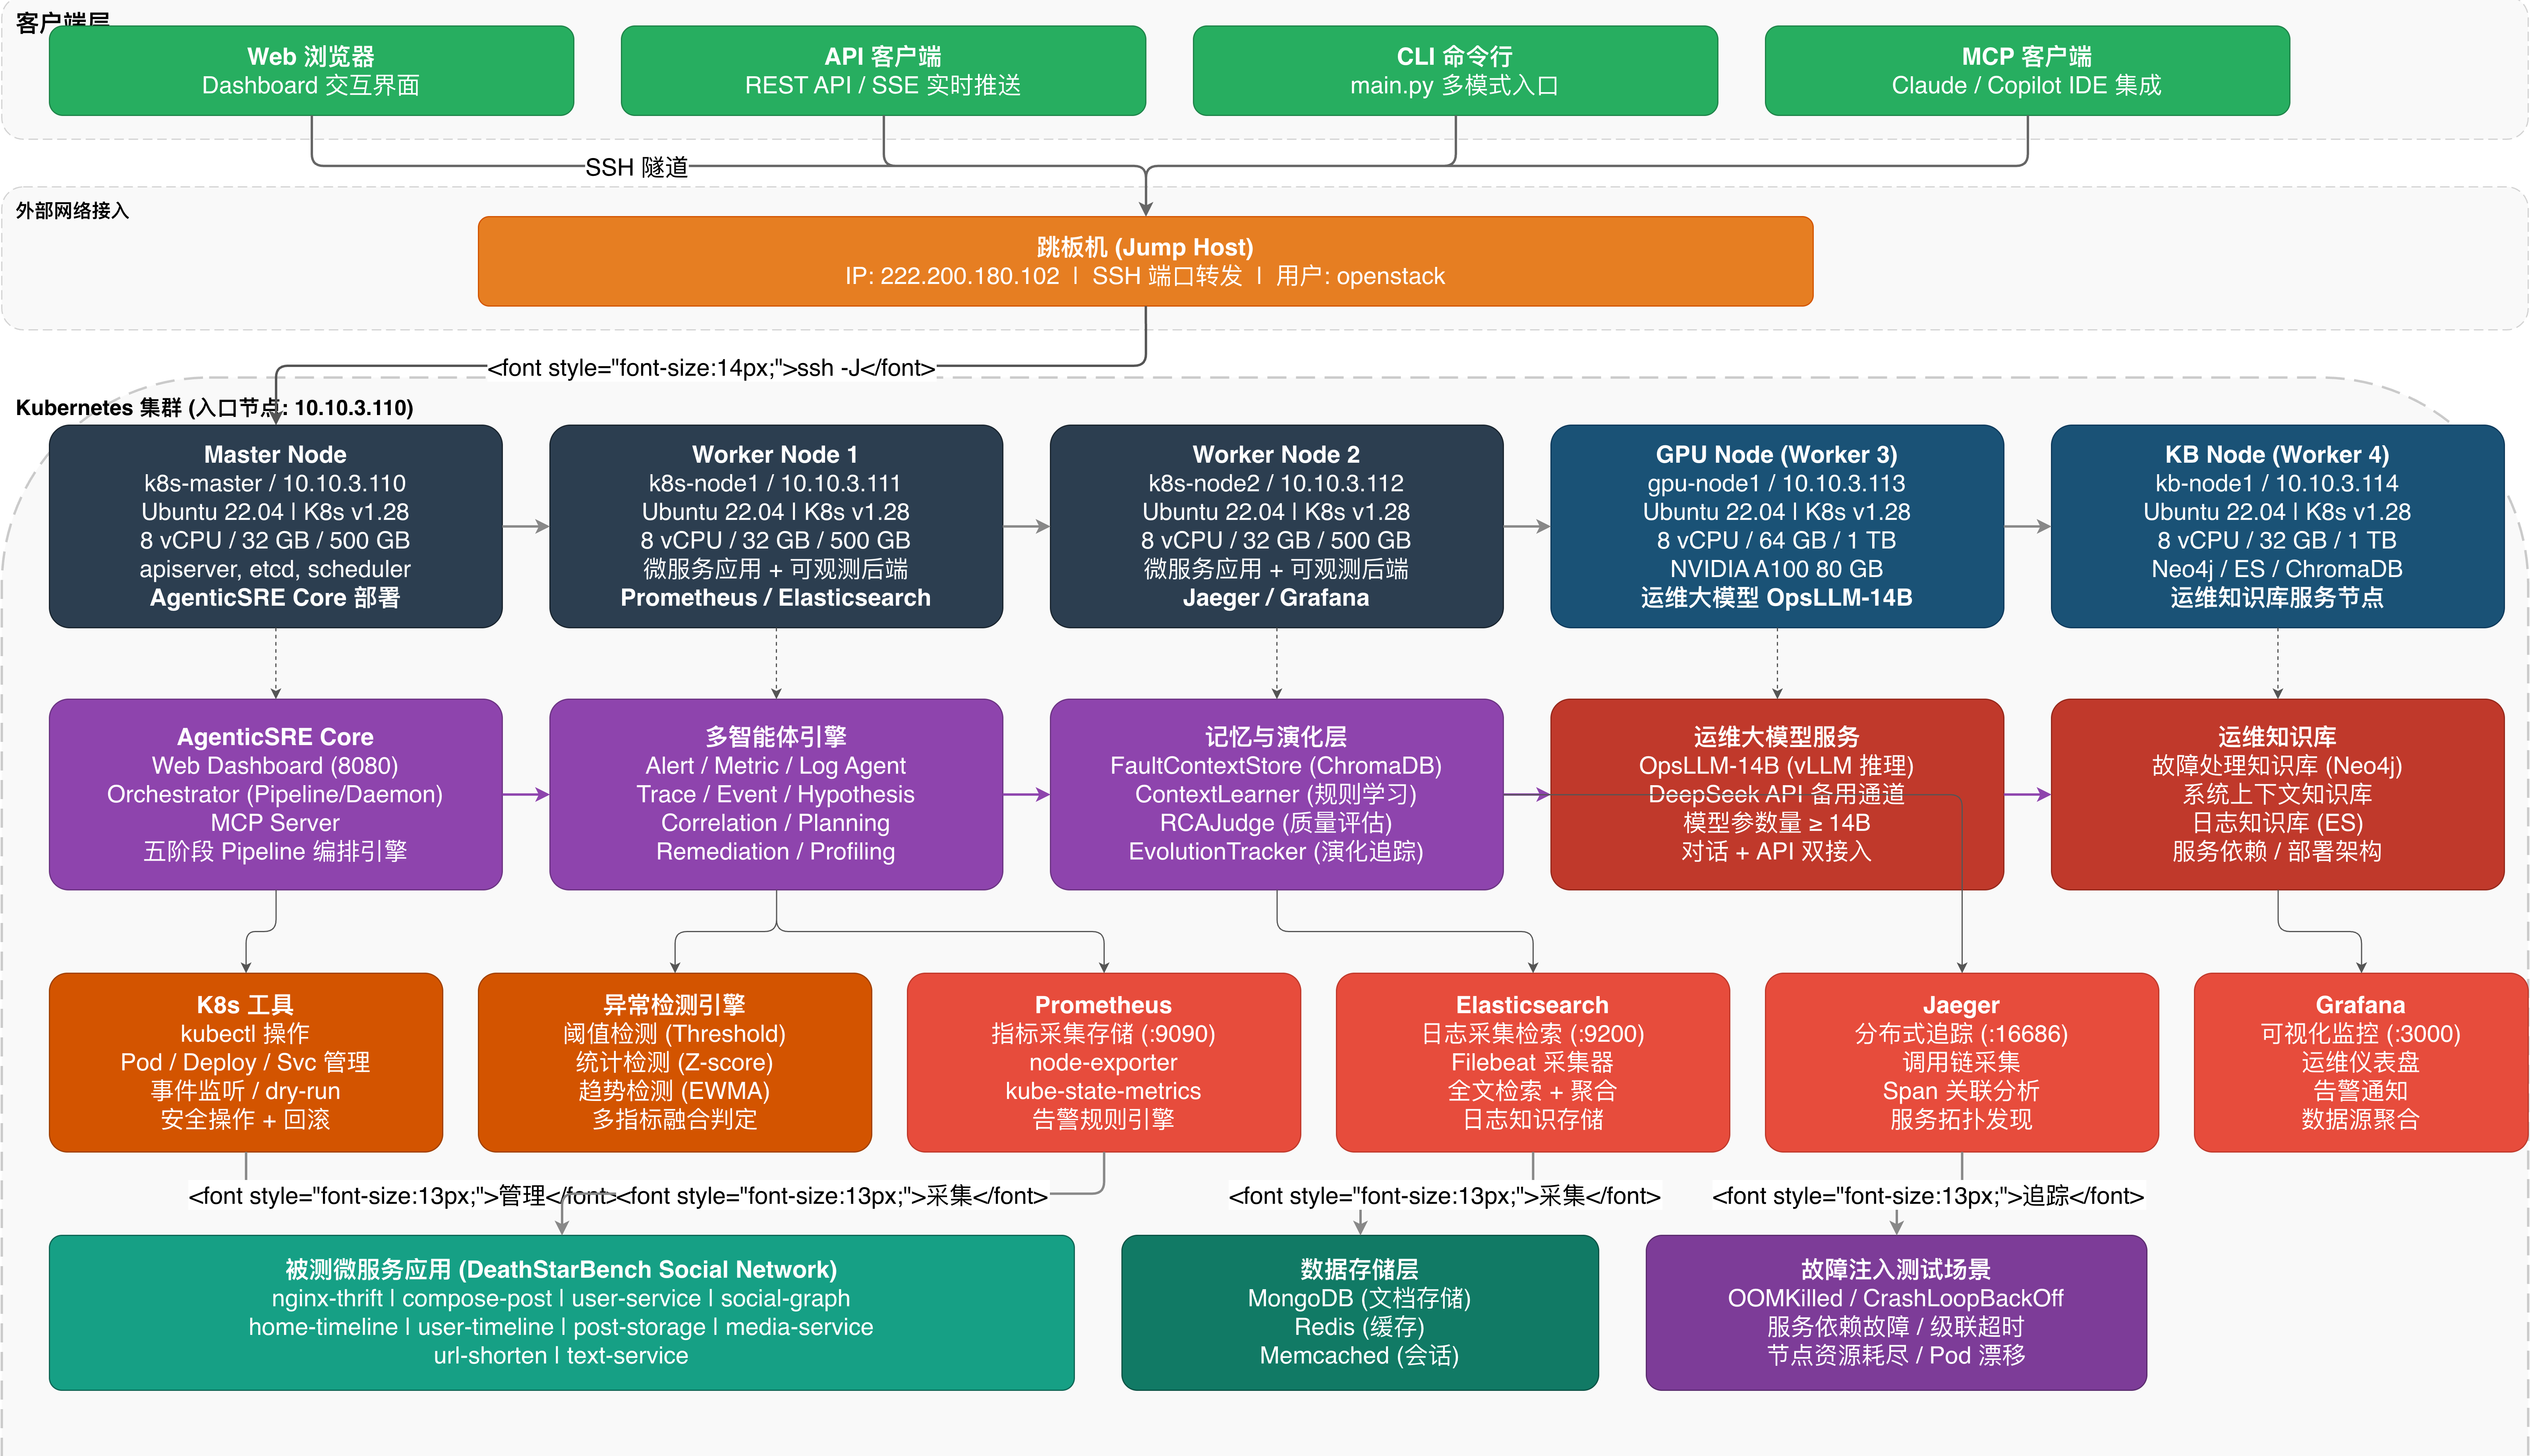 客户端层
Web 浏览器
Dashboard 交互界面
API 客户端
REST API / SSE 实时推送
CLI 命令行
main.py 多模式入口
MCP 客户端
Claude / Copilot IDE 集成
SSH 隧道
外部网络接入
跳板机 (Jump Host)
IP: 222.200.180.102 | SSH 端口转发 | 用户: openstack
<font style="font-size:14px;">ssh -J</font>
Kubernetes 集群 (入口节点: 10.10.3.110)
Master Node
k8s-master / 10.10.3.110
Ubuntu 22.04 | K8s v1.28
8 vCPU / 32 GB / 500 GB
apiserver, etcd, scheduler
AgenticSRE Core 部署
Worker Node 1
k8s-node1 / 10.10.3.111
Ubuntu 22.04 | K8s v1.28
8 vCPU / 32 GB / 500 GB
微服务应用 + 可观测后端
Prometheus / Elasticsearch
Worker Node 2
k8s-node2 / 10.10.3.112
Ubuntu 22.04 | K8s v1.28
8 vCPU / 32 GB / 500 GB
微服务应用 + 可观测后端
Jaeger / Grafana
GPU Node (Worker 3)
gpu-node1 / 10.10.3.113
Ubuntu 22.04 | K8s v1.28
8 vCPU / 64 GB / 1 TB
NVIDIA A100 80 GB
运维大模型 OpsLLM-14B
KB Node (Worker 4)
kb-node1 / 10.10.3.114
Ubuntu 22.04 | K8s v1.28
8 vCPU / 32 GB / 1 TB
Neo4j / ES / ChromaDB
运维知识库服务节点
AgenticSRE Core
Web Dashboard (8080)
Orchestrator (Pipeline/Daemon)
MCP Server
五阶段 Pipeline 编排引擎
多智能体引擎
Alert / Metric / Log Agent
Trace / Event / Hypothesis
Correlation / Planning
Remediation / Profiling
记忆与演化层
FaultContextStore (ChromaDB)
ContextLearner (规则学习)
RCAJudge (质量评估)
EvolutionTracker (演化追踪)
运维大模型服务
OpsLLM-14B (vLLM 推理)
DeepSeek API 备用通道
模型参数量 ≥ 14B
对话 + API 双接入
运维知识库
故障处理知识库 (Neo4j)
系统上下文知识库
日志知识库 (ES)
服务依赖 / 部署架构
K8s 工具
kubectl 操作
Pod / Deploy / Svc 管理
事件监听 / dry-run
安全操作 + 回滚
异常检测引擎
阈值检测 (Threshold)
统计检测 (Z-score)
趋势检测 (EWMA)
多指标融合判定
Prometheus
指标采集存储 (:9090)
node-exporter
kube-state-metrics
告警规则引擎
Elasticsearch
日志采集检索 (:9200)
Filebeat 采集器
全文检索 + 聚合
日志知识存储
Jaeger
分布式追踪 (:16686)
调用链采集
Span 关联分析
服务拓扑发现
Grafana
可视化监控 (:3000)
运维仪表盘
告警通知
数据源聚合
<font style="font-size:13px;">管理</font>
<font style="font-size:13px;">采集</font>
<font style="font-size:13px;">采集</font>
<font style="font-size:13px;">追踪</font>
被测微服务应用 (DeathStarBench Social Network)
nginx-thrift | compose-post | user-service | social-graph
home-timeline | user-timeline | post-storage | media-service
url-shorten | text-service
数据存储层
MongoDB (文档存储)
Redis (缓存)
Memcached (会话)
故障注入测试场景
OOMKilled / CrashLoopBackOff
服务依赖故障 / 级联超时
节点资源耗尽 / Pod 漂移